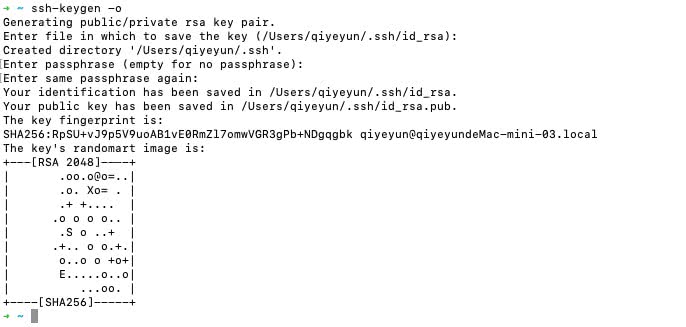 ➜ ~ ssh-keygen -o
Generating public/private rsa key pair.
Enter file in which to save the key (/Users/qiyeyun/.ssh/id_rsa):
Created directory '/Users/qiyeyun/.ssh'.
Enter passphrase (empty for no passphrase):
Enter same passphrase again:
Your identification has been saved in /Users/qiyeyun/.ssh/id_rsa.
Your public key has been saved in /Users/qiyeyun/.ssh/id_rsa.pub.
The key fingerprint is:
SHA256:RpSU+vJ9p5V9uoAB1vE0RmZl7omwVGR3gPb+NDgqgbk qiyeyun@qiyeyundeMac-mini-03.local
The key's randomart image is:
+---[RSA 2048]----+
|       .oo.o@o=..|
|       .o. Xo= . |
|       .+ +....  |
|      .o o o o.. |
|       .S o ..+  |
|      .+.. o o.+.|
|       o..o o +o+|
|       E.....o..o|
|          ...oo. |
+----[SHA256]-----+
➜ ~